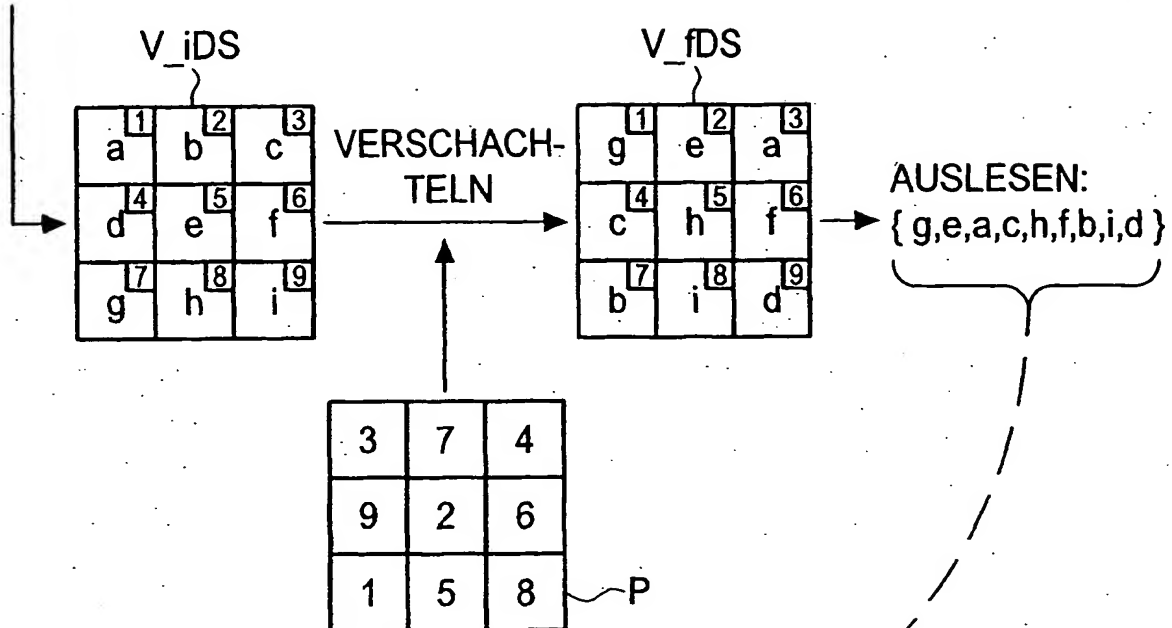 V_iDS
V_fDS
1 2 3
a b c
4 5 6
d e f
7 8 9
g h i
VERSCHACH-
TELN
1 2 3
g e a
4 5 6
c h f
7 8 9
b i d
AUSLESEN:
{ g,e,a,c,h,f,b,i,d }
3 7 4
9 2 6
1 5 8
P